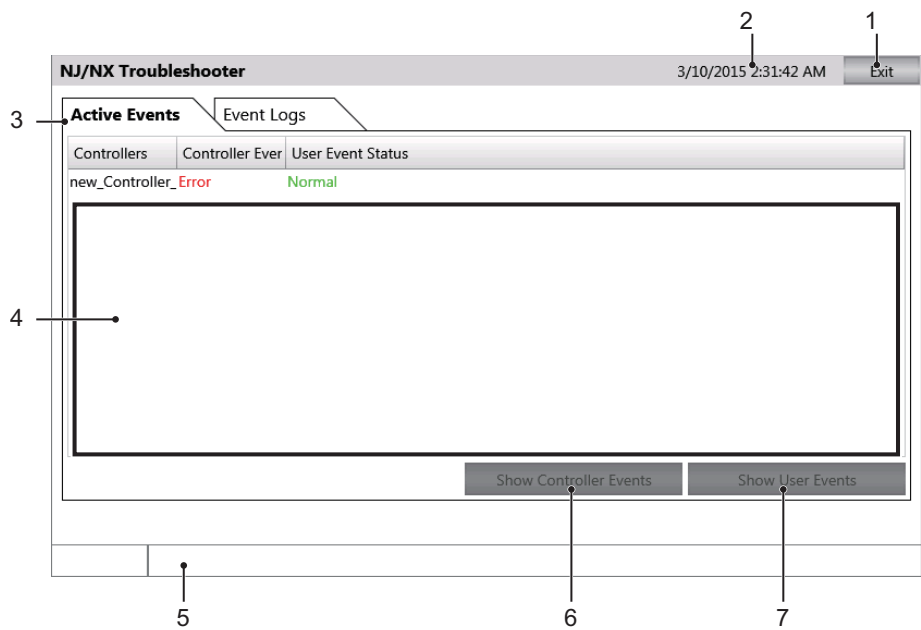 2 1
NJ/NX Troubleshooter 3/10/2015 2:31:42 AM Exit
3 Active Events Event Logs
Controllers Controller Ever User Event Status
new_Controller_ Error Normal
4
Show Controller Events Show User Events
5 6 7